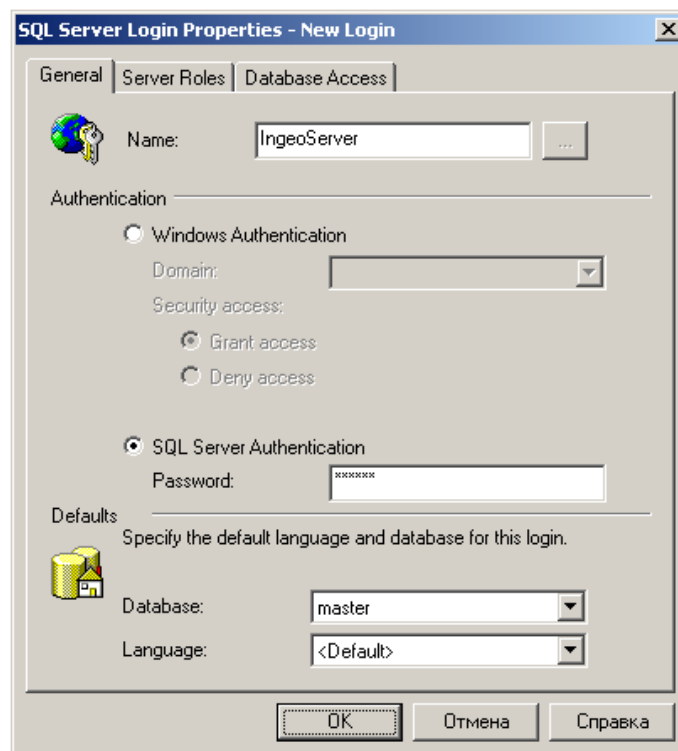 SQL Server Login Properties - New Login
General Server Roles Database Access
Name: IngeoServer ...
Authentication
Windows Authentication
Domain:
Security access:
Grant access
Deny access
SQL Server Authentication
Password: ******
Defaults
Specify the default language and database for this login.
Database: master
Language: <Default>
OK Отмена Справка